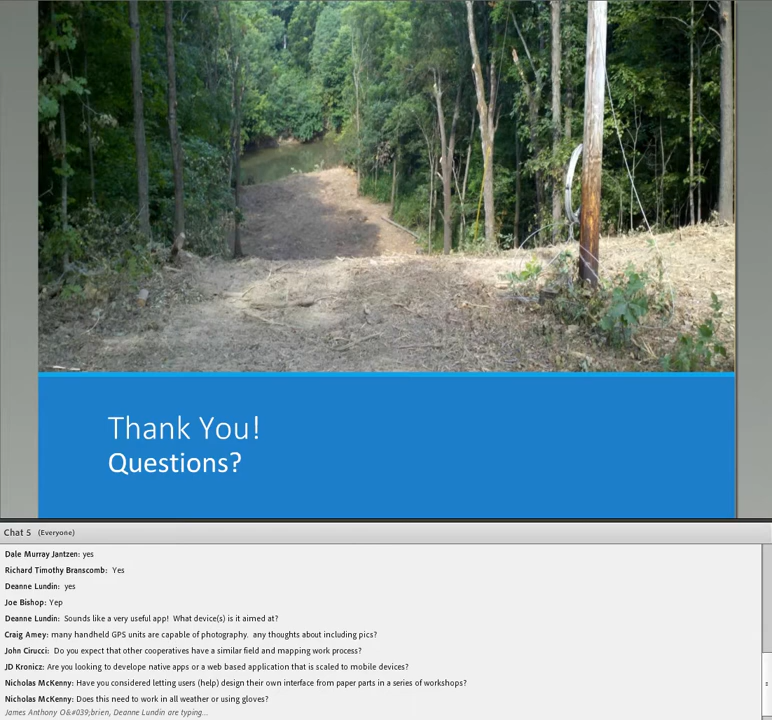 Thank You!
Questions?
Chat 5 (Everyone)
Dale Murray Jantzen: yes
Richard Timothy Branscomb: Yes
Deanne Lundin: yes
Joe Bishop: Yep
Deanne Lundin: Sounds like a very useful app! What device(s) is it aimed at?
Craig Amey: many handheld GPS units are capable of photography. any thoughts about including pics?
John Cirucci: Do you expect that other cooperatives have a similar field and mapping work process?
JD Kronicz: Are you looking to develope native apps or a web based application that is scaled to mobile devices?
Nicholas McKenny: Have you considered letting users (help) design their own interface from paper parts in a series of workshops?
Nicholas McKenny: Does this need to work in all weather or using gloves?
James Anthony O&#039;brien, Deanne Lundin are typing...